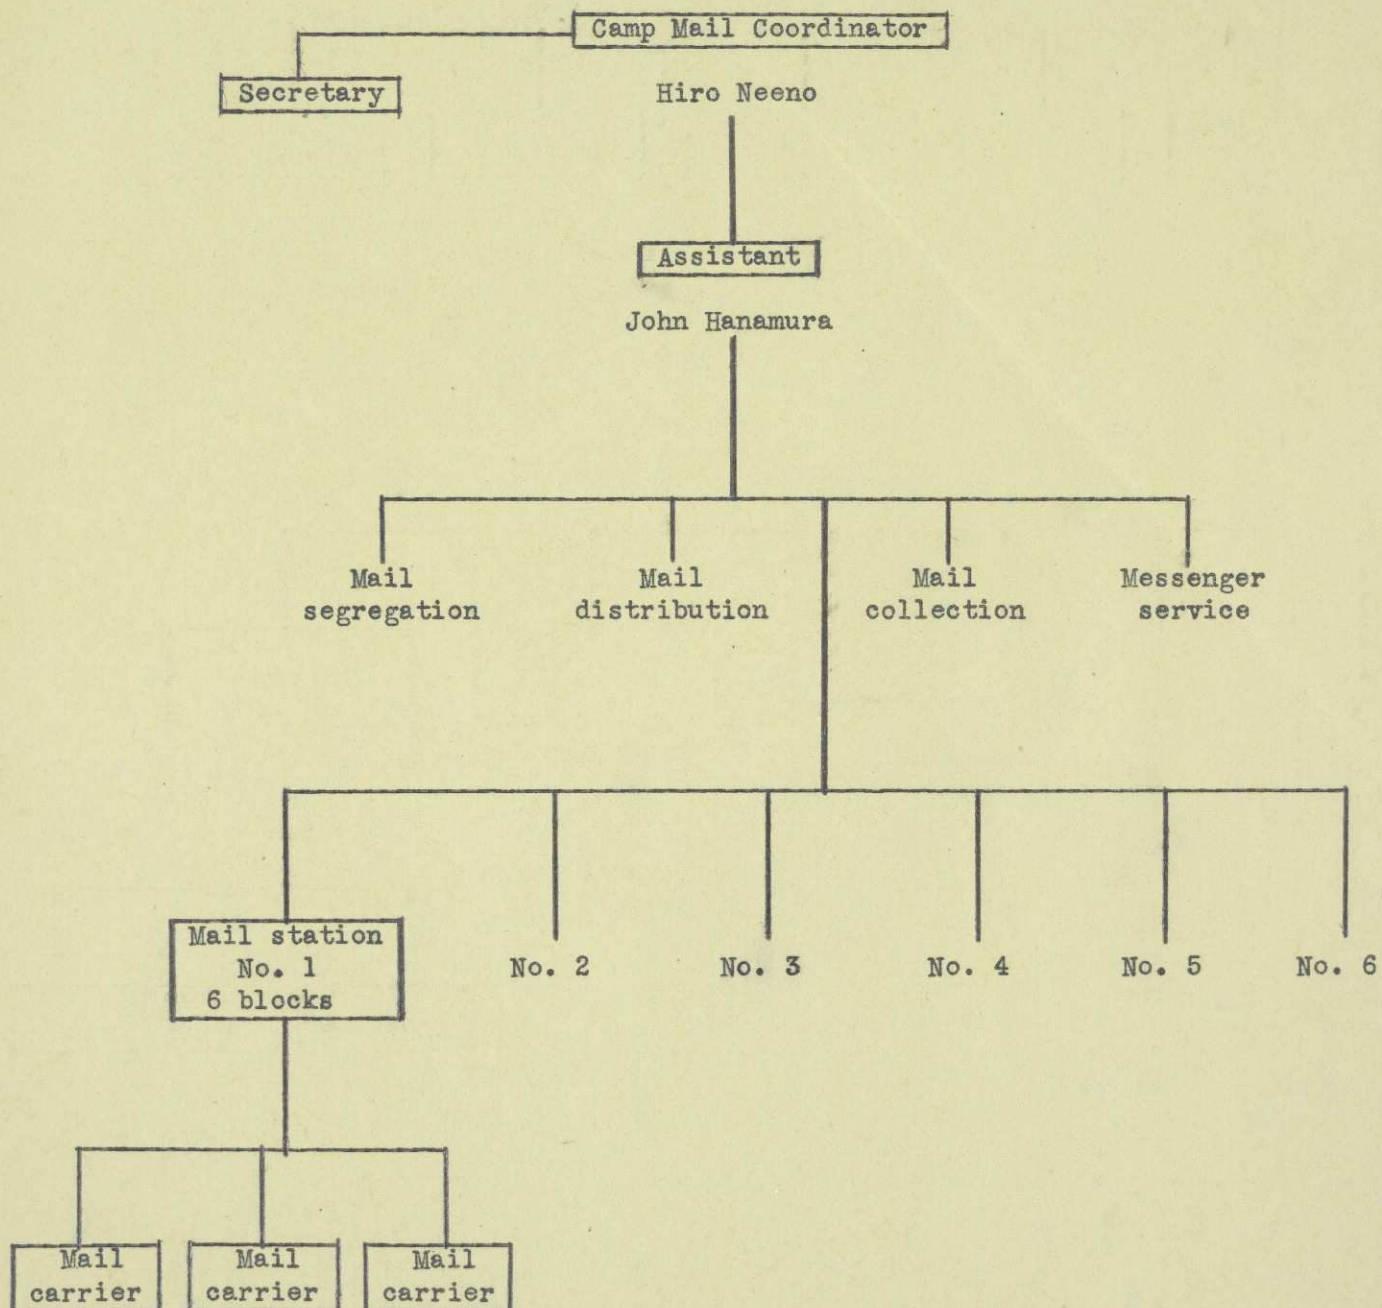 Camp Mail Coordinator
Secretary
Hiro Neeno
Assistant
John Hanamura
Mail
segregation
Mail
distribution
Mail
collection
Messenger
service
Mail station
No. 1
6 blocks
No. 2
No. 3
No. 4
No. 5
No. 6
Mail
carrier
Mail
carrier
Mail
carrier